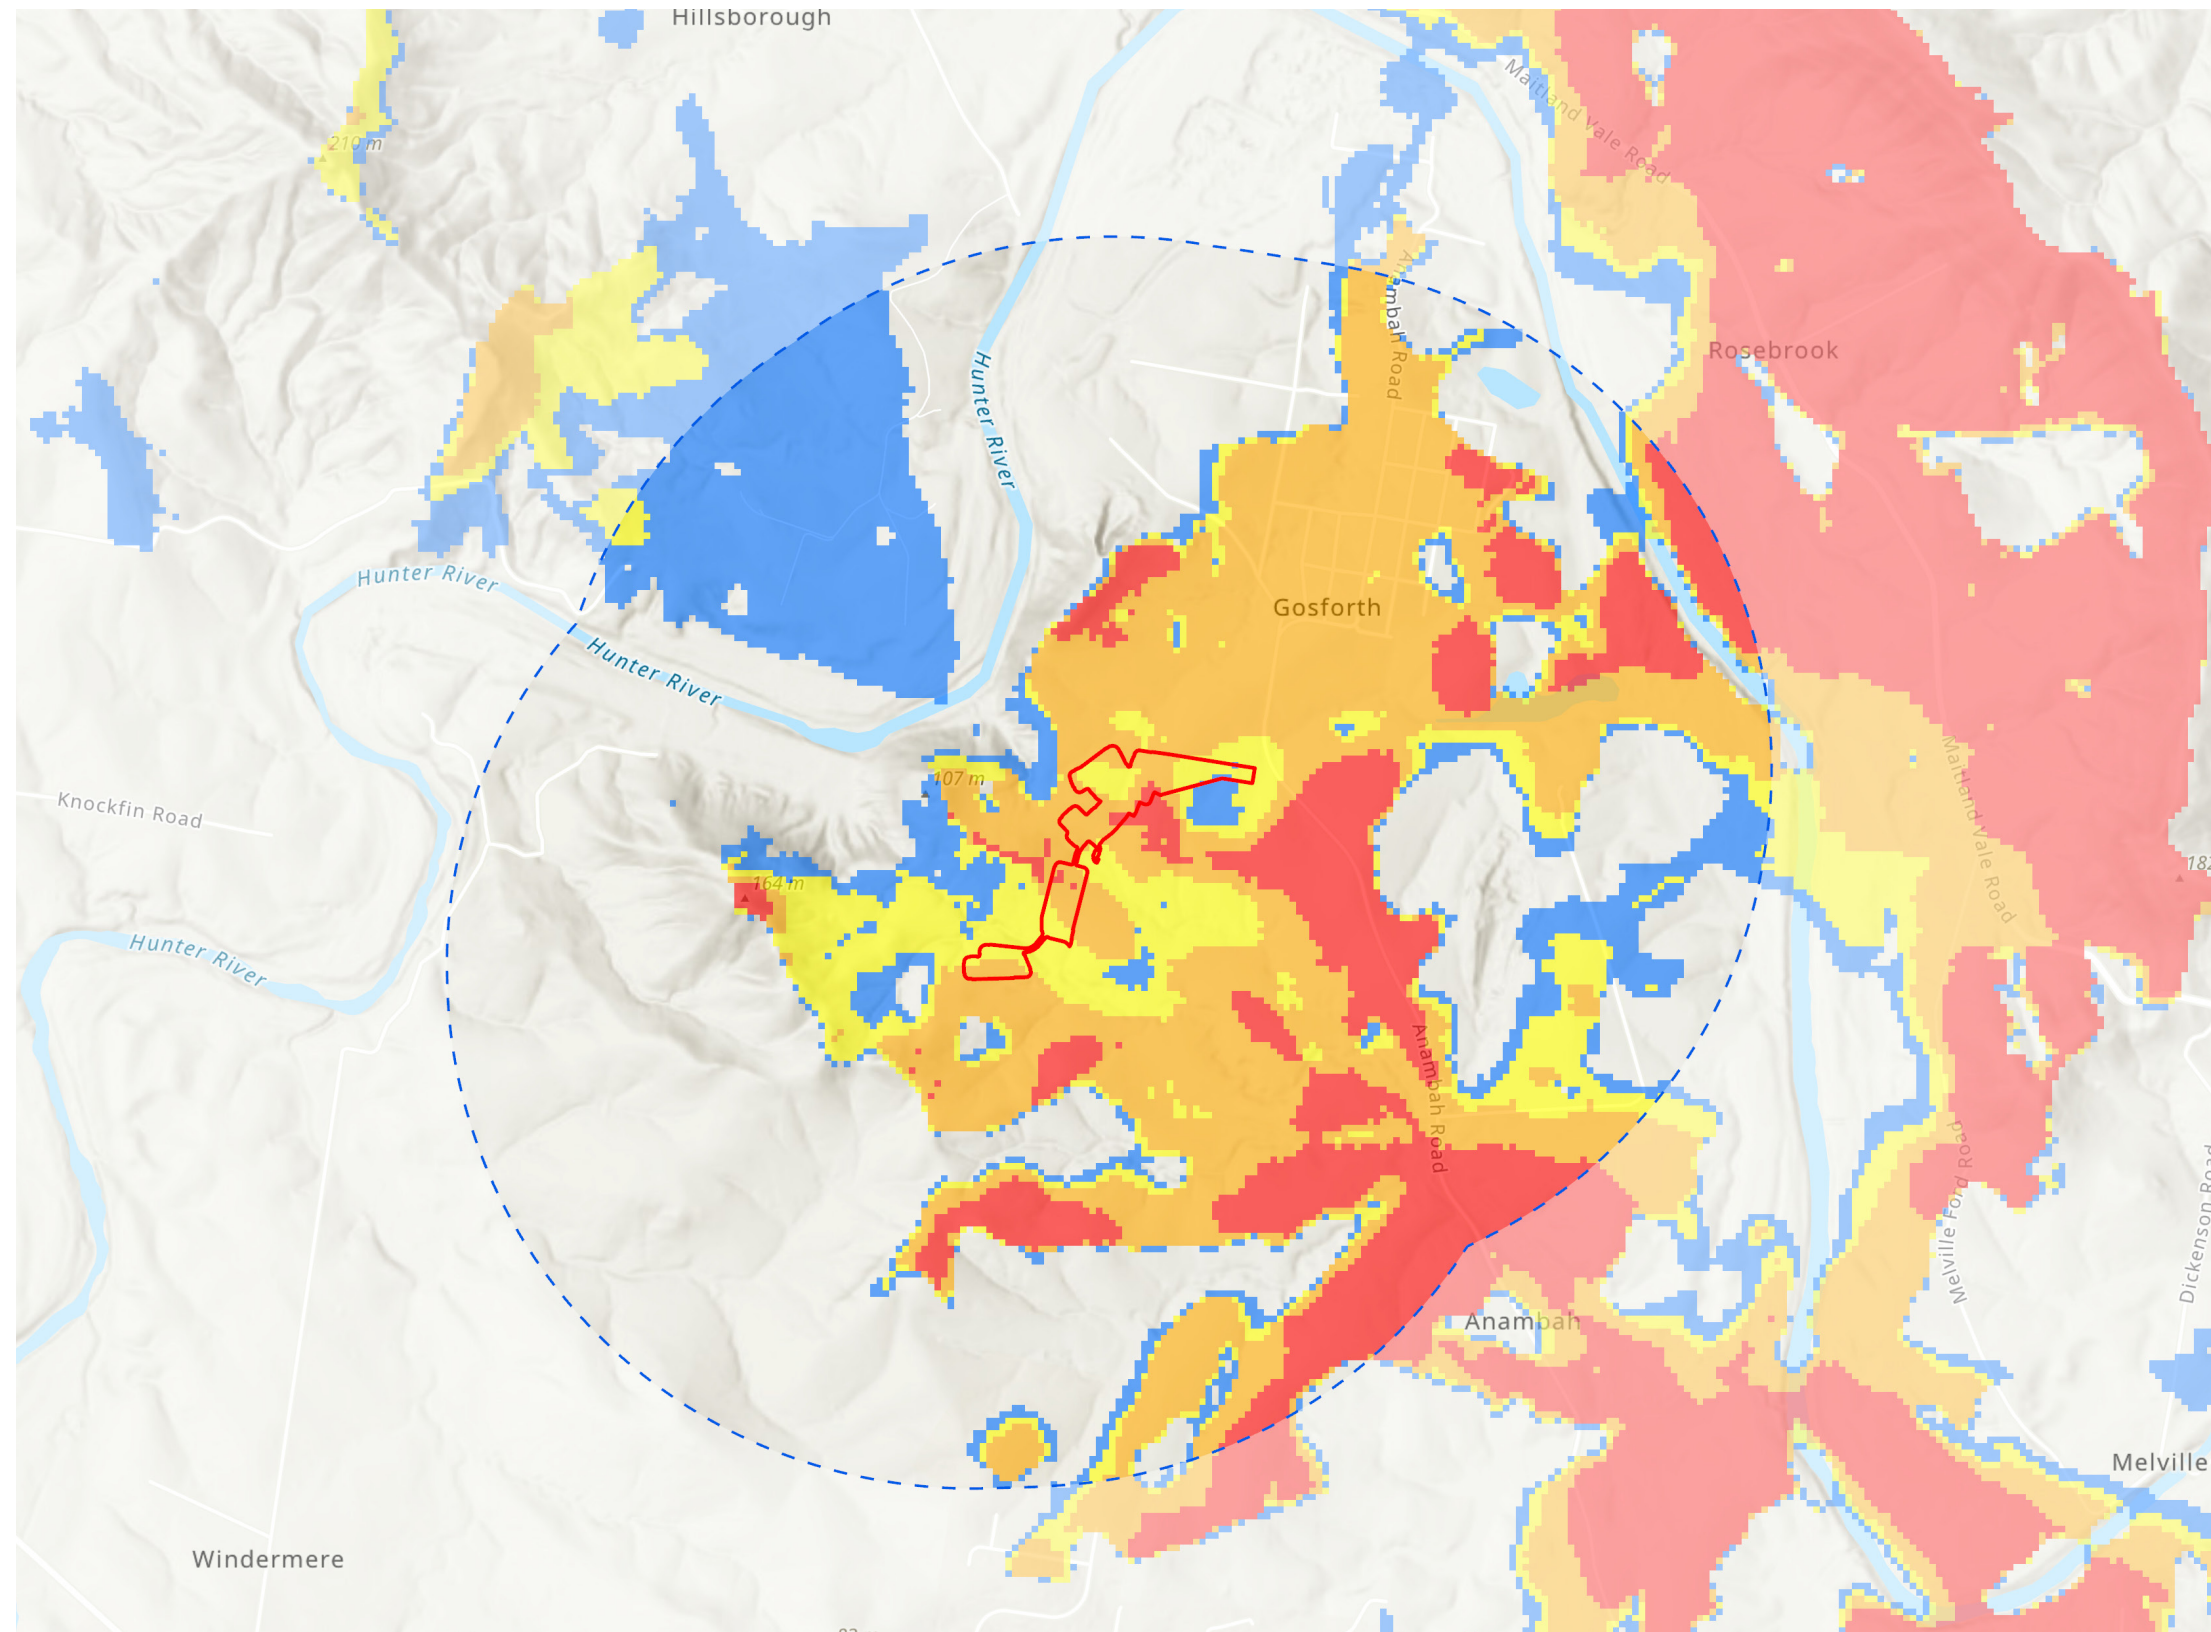 Hillsborough
Maitland Vale Road
210 m
Anambah Road
Rosebrook
Hunter River
Hunter River
Hunter River
Gosforth
107 m
Knockfin Road
Maitland Vale Road
164 m
182
Hunter River
Anambah Road
Melville Ford Road
Dickenson Road
Anambah
Melville
Windermere